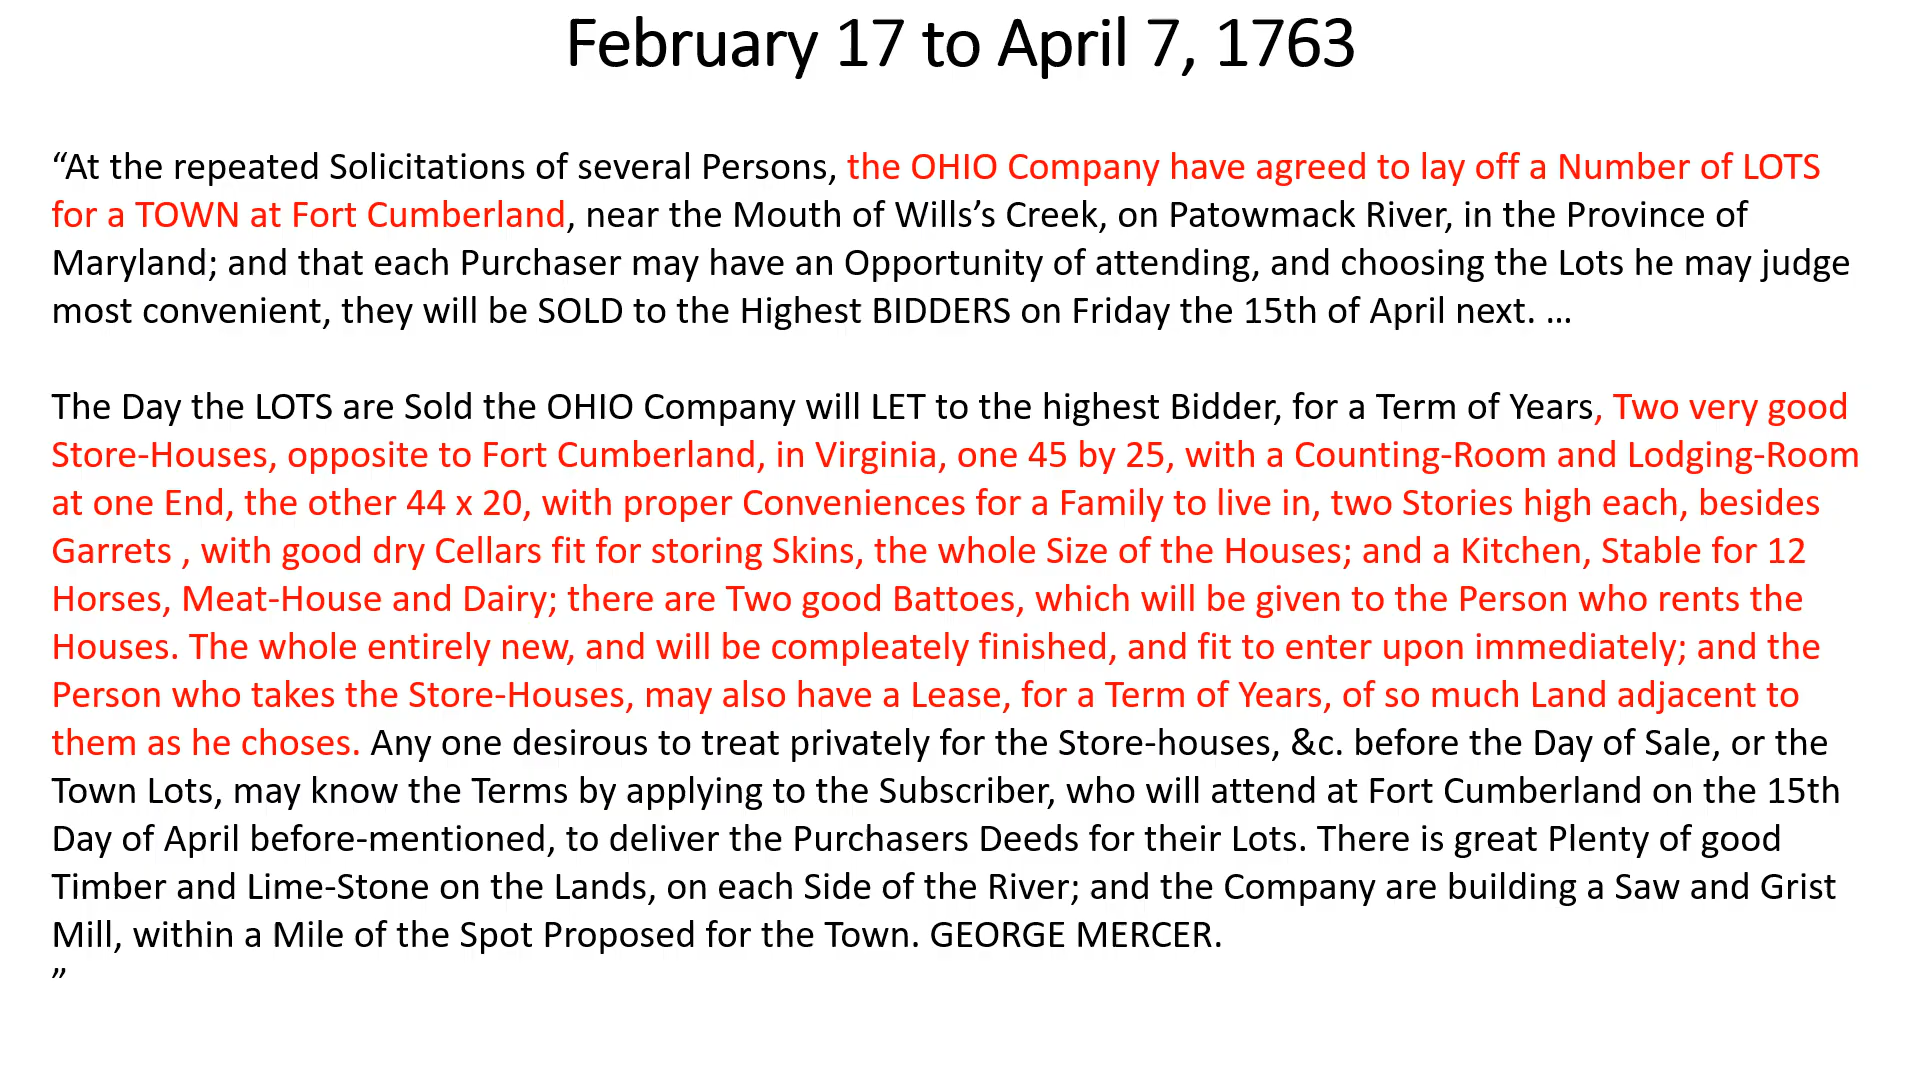 February 17 to April 7, 1763
“At the repeated Solicitations of several Persons, the OHIO Company have agreed to lay off a Number of LOTS
for a TOWN at Fort Cumberland, near the Mouth of Wills’s Creek, on Patowmack River, in the Province of
Maryland; and that each Purchaser may have an Opportunity of attending, and choosing the Lots he may judge
most convenient, they will be SOLD to the Highest BIDDERS on Friday the 15th of April next. …
The Day the LOTS are Sold the OHIO Company will LET to the highest Bidder, for a Term of Years, Two very good
Store-Houses, opposite to Fort Cumberland, in Virginia, one 45 by 25, with a Counting-Room and Lodging-Room
at one End, the other 44 x 20, with proper Conveniences for a Family to live in, two Stories high each, besides
Garrets , with good dry Cellars fit for storing Skins, the whole Size of the Houses; and a Kitchen, Stable for 12
Horses, Meat-House and Dairy; there are Two good Battoes, which will be given to the Person who rents the
Houses. The whole entirely new, and will be compleately finished, and fit to enter upon immediately; and the
Person who takes the Store-Houses, may also have a Lease, for a Term of Years, of so much Land adjacent to
them as he choses. Any one desirous to treat privately for the Store-houses, &c. before the Day of Sale, or the
Town Lots, may know the Terms by applying to the Subscriber, who will attend at Fort Cumberland on the 15th
Day of April before-mentioned, to deliver the Purchasers Deeds for their Lots. There is great Plenty of good
Timber and Lime-Stone on the Lands, on each Side of the River; and the Company are building a Saw and Grist
Mill, within a Mile of the Spot Proposed for the Town. GEORGE MERCER.
”